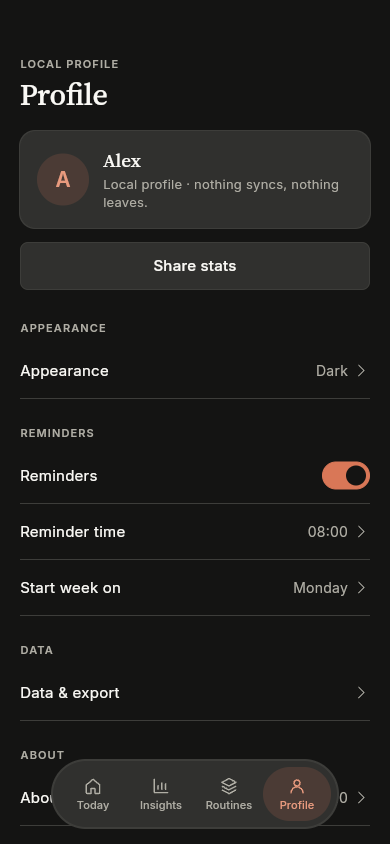 LOCAL PROFILE
Profile
A
Alex
Local profile · nothing syncs, nothing
leaves.
Share stats
APPEARANCE
Appearance Dark
REMINDERS
Reminders
Reminder time 08:00
Start week on Monday
DATA
Data & export
ABOUT
Today Insights Routines Profile